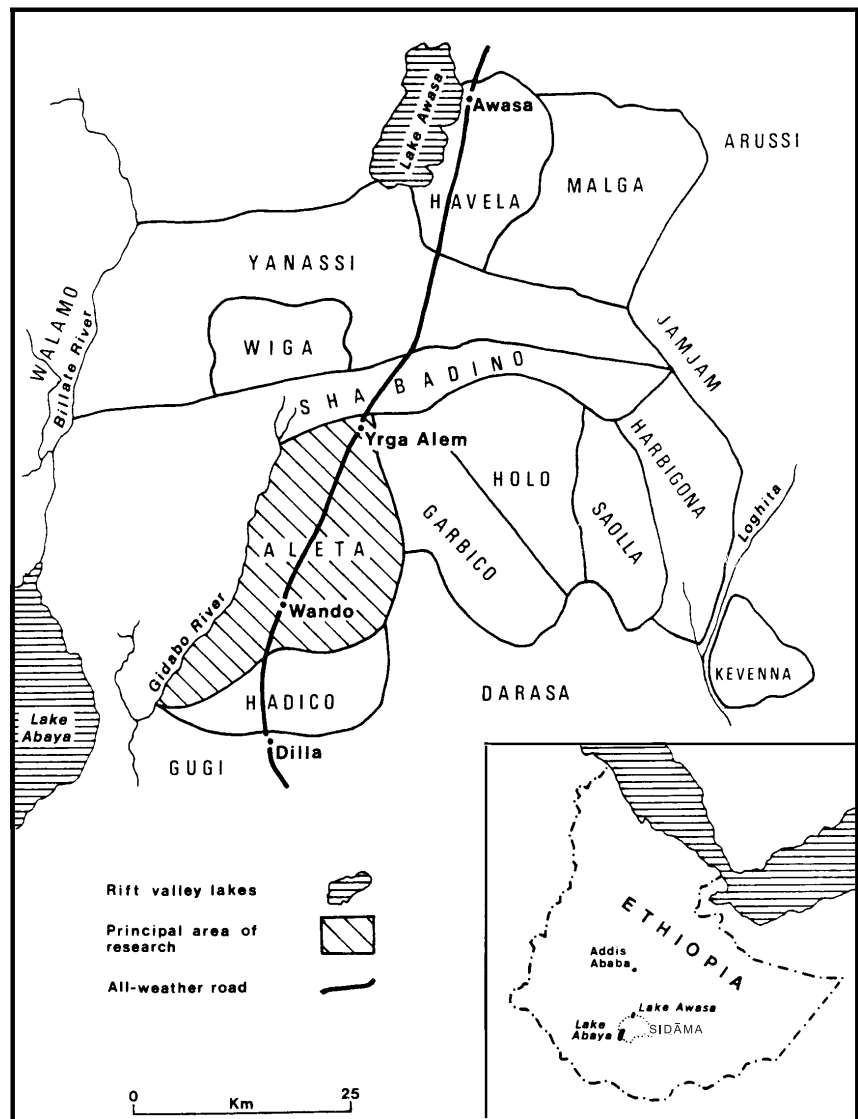 Lake Awasa
Awasa
ARUSSI
HAVELA
MALGA
YANASSI
WALAMO
Billate River
WIGA
JAMJAM
SHABADINO
Yrga Alem
HARBIGONA
HOLO
SAOLLA
GARBICO
Loghita
ALETA
Wando
Gidabo River
KEVENNA
HADICO
DARASA
Lake
Abaya
Dilla
GUGI
Rift valley lakes
Principal area of
research
All-weather road
0 25
Km
ETHIOPIA
Addis
Ababa
Lake Awasa
Lake
Abaya
SIDĀMA